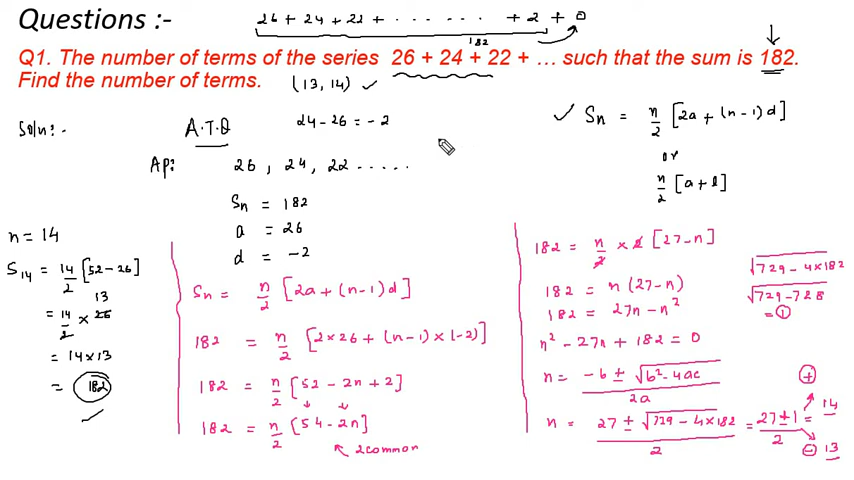 Questions :-
26 + 24 + 22 + . . . . . . . . . + 2 + 0
182
Q1. The number of terms of the series 26 + 24 + 22 + … such that the sum is 182.
Find the number of terms.
(13, 14) ✓
Soln:-
A.T.Q
24 - 26 = -2
AP:
26 , 24 , 22 . . . . . .
Sn = 182
a = 26
d = -2
✓ Sn = n/2 [2a + (n-1)d]
or
n/2 [a + l]
n = 14
S14 = 14/2 [52 - 26]
13
= 14/2 × 26
= 14×13
= 182
✓
Sn = n/2 [2a + (n-1)d]
182 = n/2 [2×26 + (n-1)×(-2)]
182 = n/2 [52 - 2n + 2]
182 = n/2 [54 - 2n]
2 common
182 = n/2 × 2 [27-n]
182 = n (27-n)
182 = 27n - n²
n² - 27n + 182 = 0
n = -b ± √b² - 4ac / 2a
n = 27 ± √729 - 4×182 / 2 = 27 ± 1 / 2 = 14
+
- 13
√729 - 4×182
√729 - 728
= 1